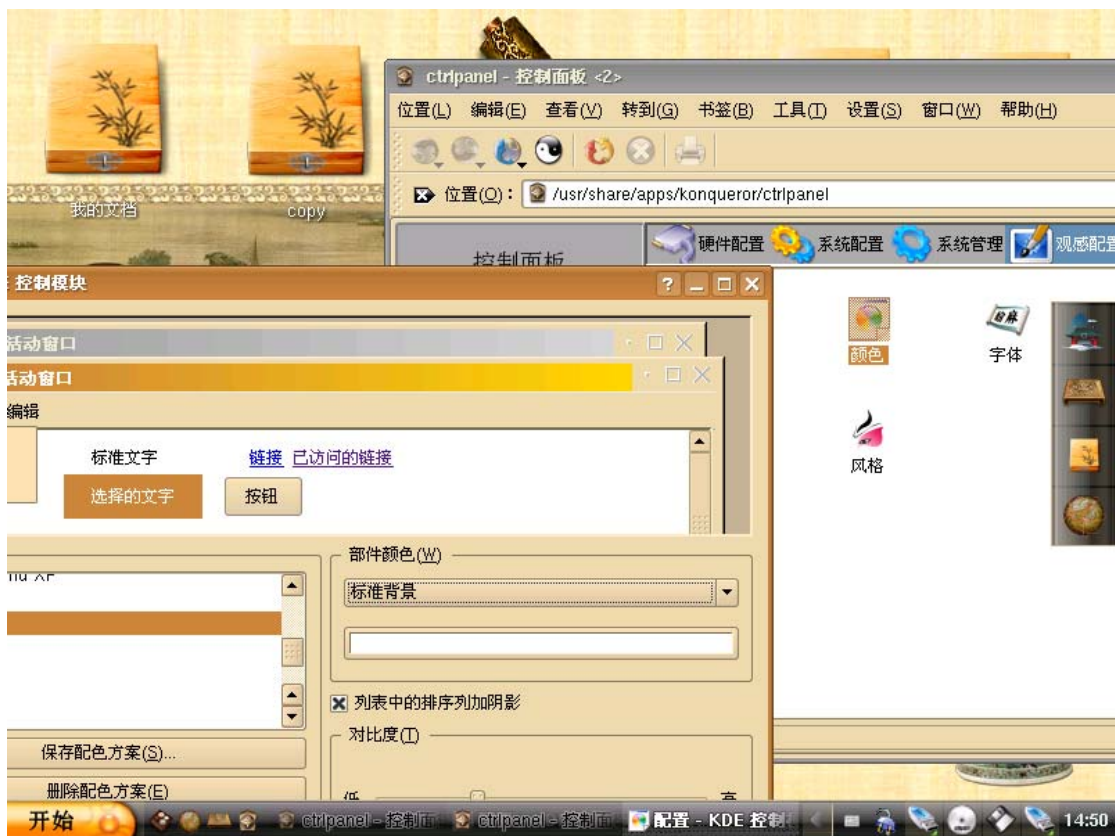 ctrlpanel - 控制面板 <2>
位置(L) 编辑(E) 查看(V) 转到(G) 书签(B) 工具(T) 设置(S) 窗口(W) 帮助(H)
位置(O): /usr/share/apps/konqueror/ctrlpanel
我的文档 copy
控制面板 硬件配置 系统配置 系统管理 观感配置
控制模块
活动窗口
活动窗口
编辑
标准文字 链接 已访问的链接
选择的文字 按钮
颜色 字体
风格
部件颜色(W)
标准背景
列表中的排序列加阴影
对比度(T)
保存配色方案(S)...
删除配色方案(E)
低 高
开始 ctrlpanel - 控制面 ctrlpanel - 控制面 配置 - KDE 控制 14:50